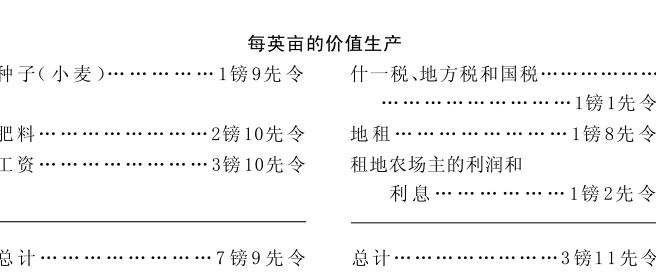 每英亩的价值生产
种子(小麦)…………… 1镑9先令
肥料……………………2镑10先令
工资……………………3镑10先令
总计……………………7镑9先令
什一税、地方税和国税………………
………………………1镑1先令
地租……………………1镑8先令
租地农场主的利润和
利息……………1镑2先令
总计……………………3镑11先令